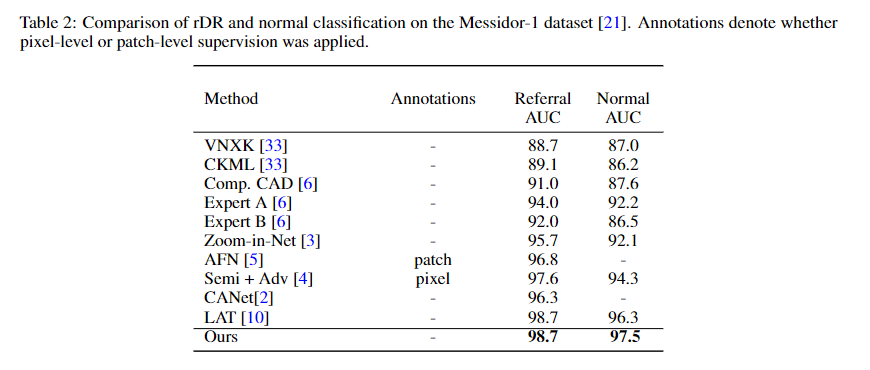 Table 2: Comparison of rDR and normal classification on the Messidor-1 dataset [21]. Annotations denote whether
pixel-level or patch-level supervision was applied.
Method Annotations Referral Normal
AUC AUC
VNXK [33] - 88.7 87.0
CKML [33] - 89.1 86.2
Comp. CAD [6] - 91.0 87.6
Expert A [6] - 94.0 92.2
Expert B [6] - 92.0 86.5
Zoom-in-Net [3] - 95.7 92.1
AFN [5] patch 96.8 -
Semi + Adv [4] pixel 97.6 94.3
CANet[2] - 96.3 -
LAT [10] - 98.7 96.3
Ours - 98.7 97.5